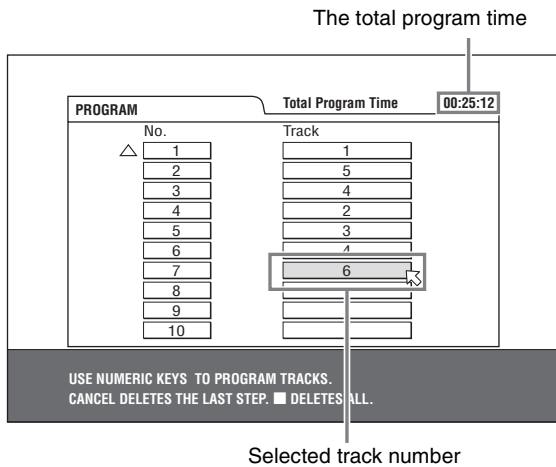 The total program time
PROGRAM Total Program Time 00:25:12
No. Track
1 1
2 5
3 4
4 2
5 3
6 4
7 6
8
9
10
USE NUMERIC KEYS TO PROGRAM TRACKS.
CANCEL DELETES THE LAST STEP. ■ DELETES ALL.
Selected track number